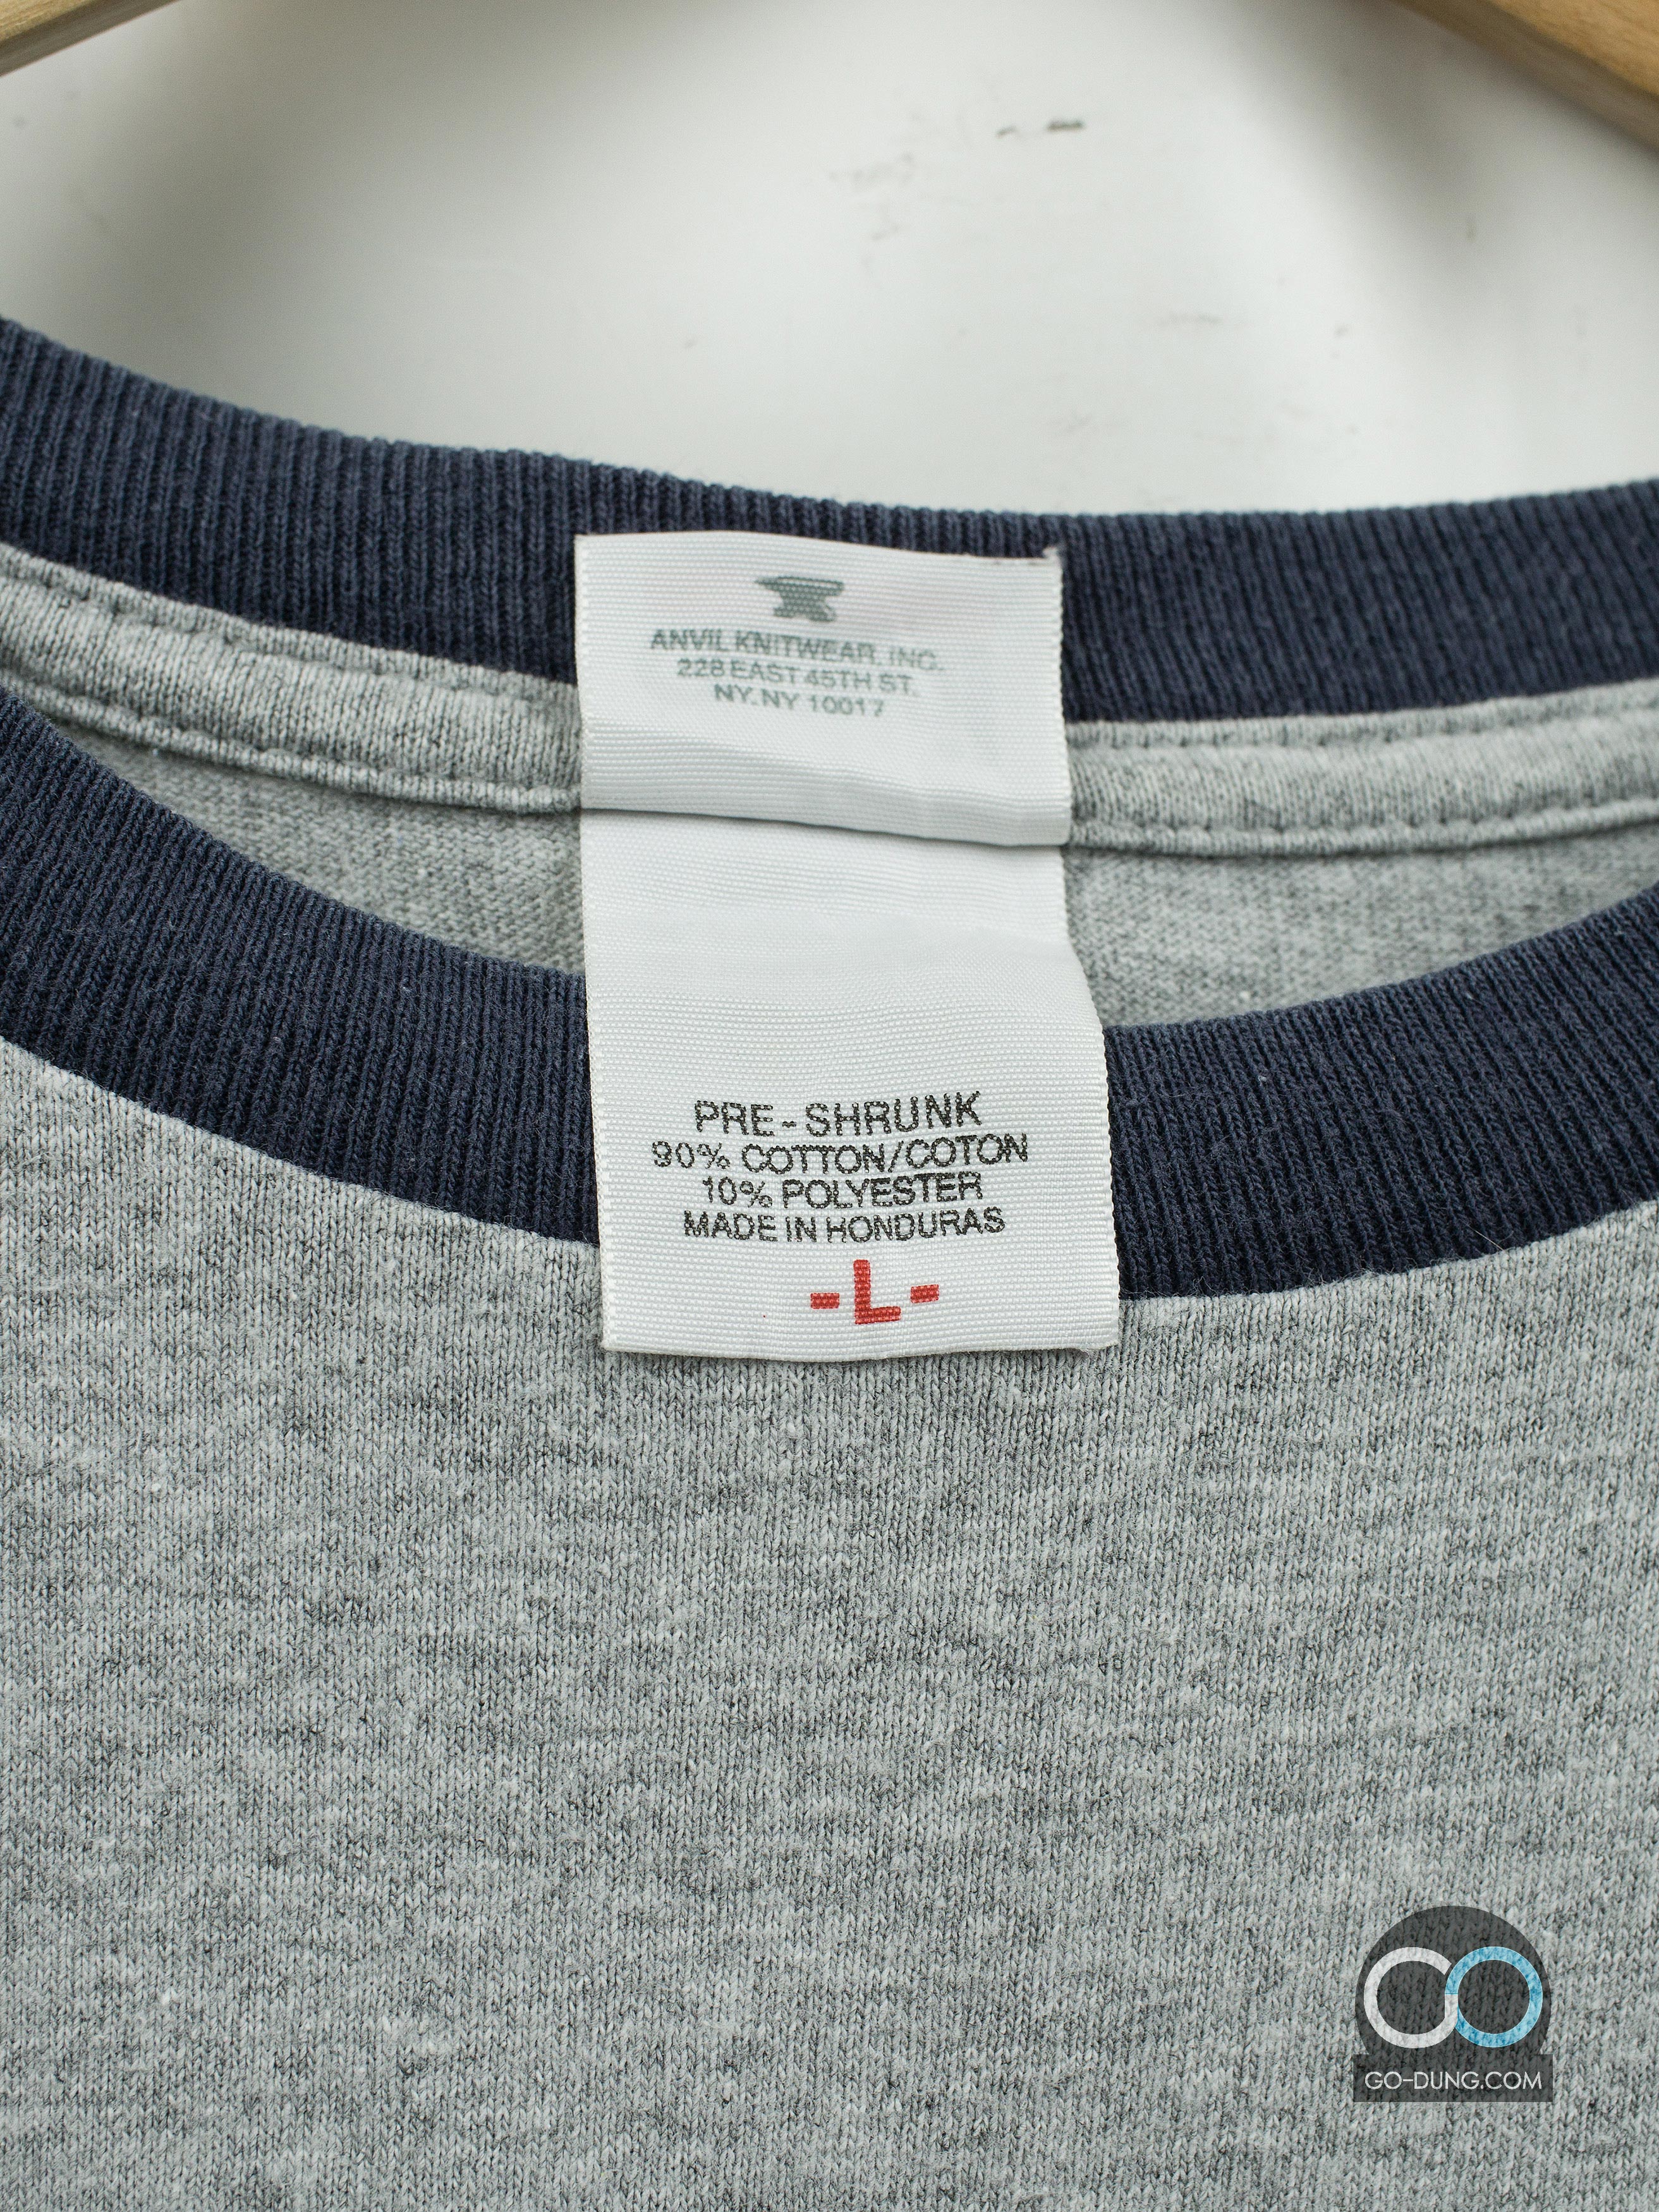 ANVIL KNITWEAR, INC.
228 EAST 45TH ST.
NY. NY 10017
PRE-SHRUNK
90% COTTON/COTON
10% POLYESTER
MADE IN HONDURAS
-L-
GO
GO-DUNG.COM